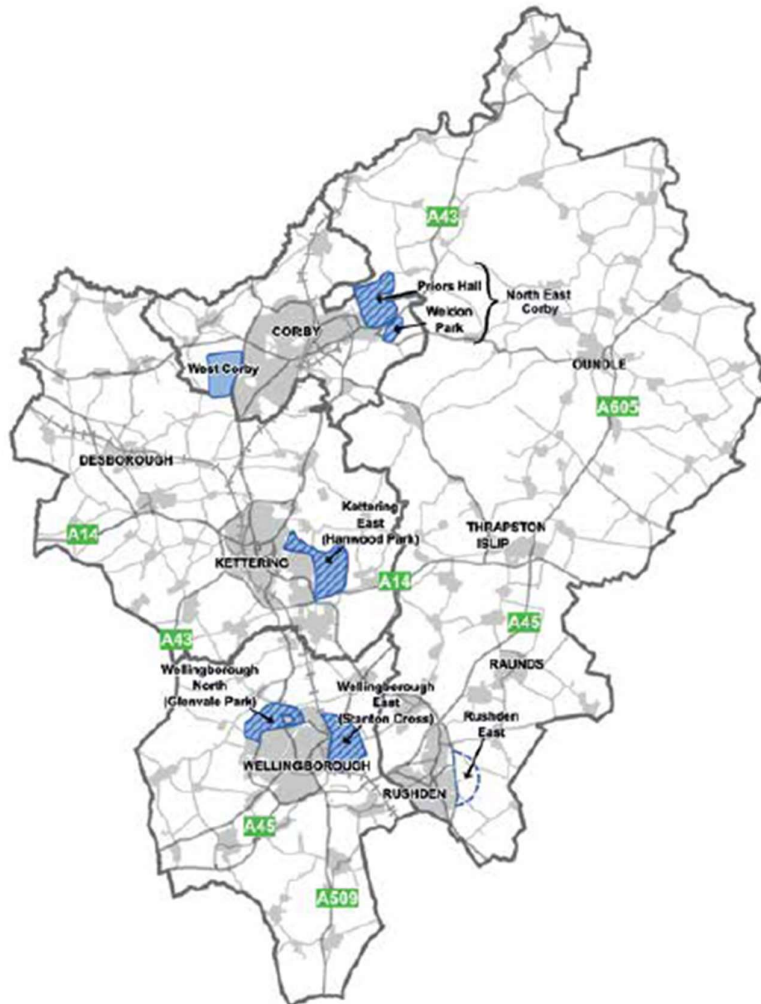 A43
Priors Hall
North East
Corby
Weldon
Park
CORBY
OUNDLE
West Corby
A605
DESBOROUGH
Kettering
East
(Hanwood Park)
A14
THRAPSTON
ISLIP
KETTERING
A14
A45
A43
RAUNDS
Wellingborough
North
(Glenvale Park)
Wellingborough
East
(Stanton Cross)
Rushden
East
WELLINGBOROUGH
RUSHDEN
A45
A509